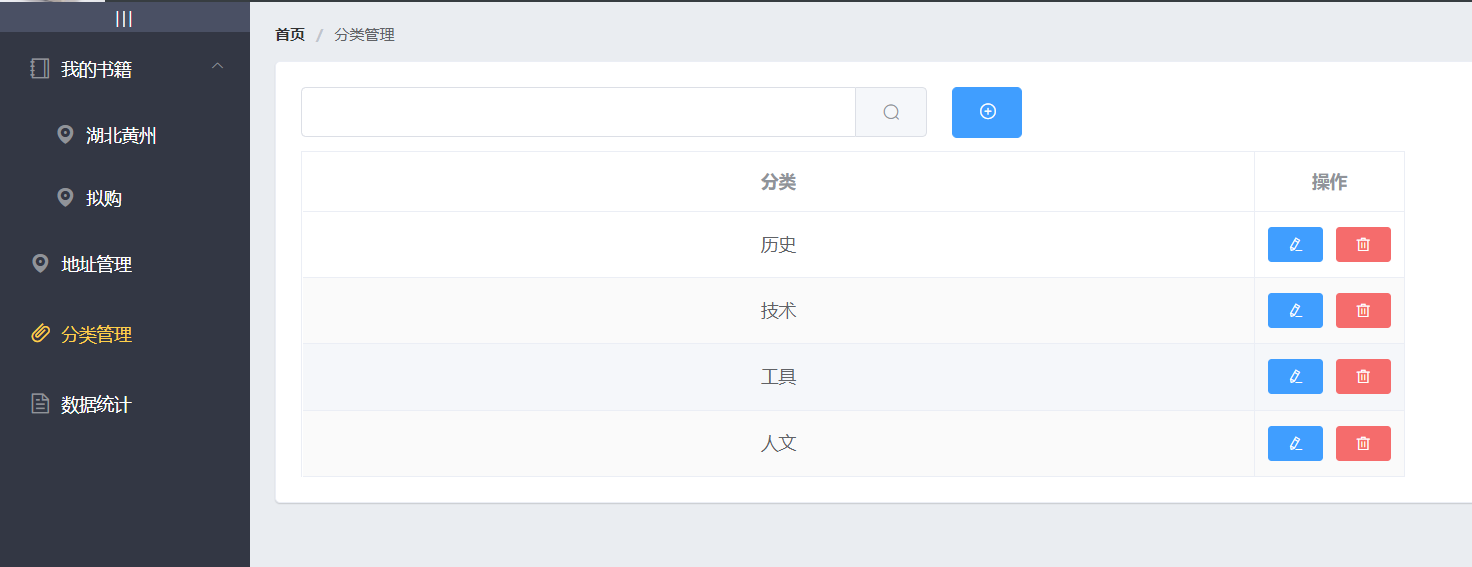 |||
我的书籍
湖北黄州
拟购
地址管理
分类管理
数据统计
首页 / 分类管理
分类 操作
历史
技术
工具
人文